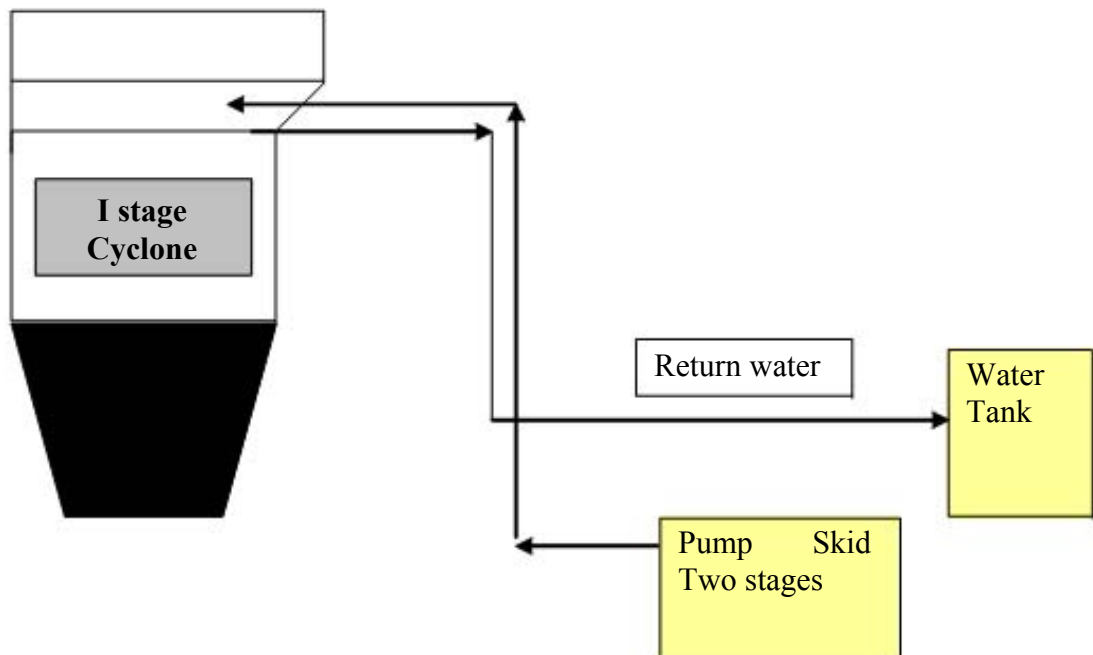 I stage
Cyclone
Return water
Water
Tank
Pump Skid
Two stages